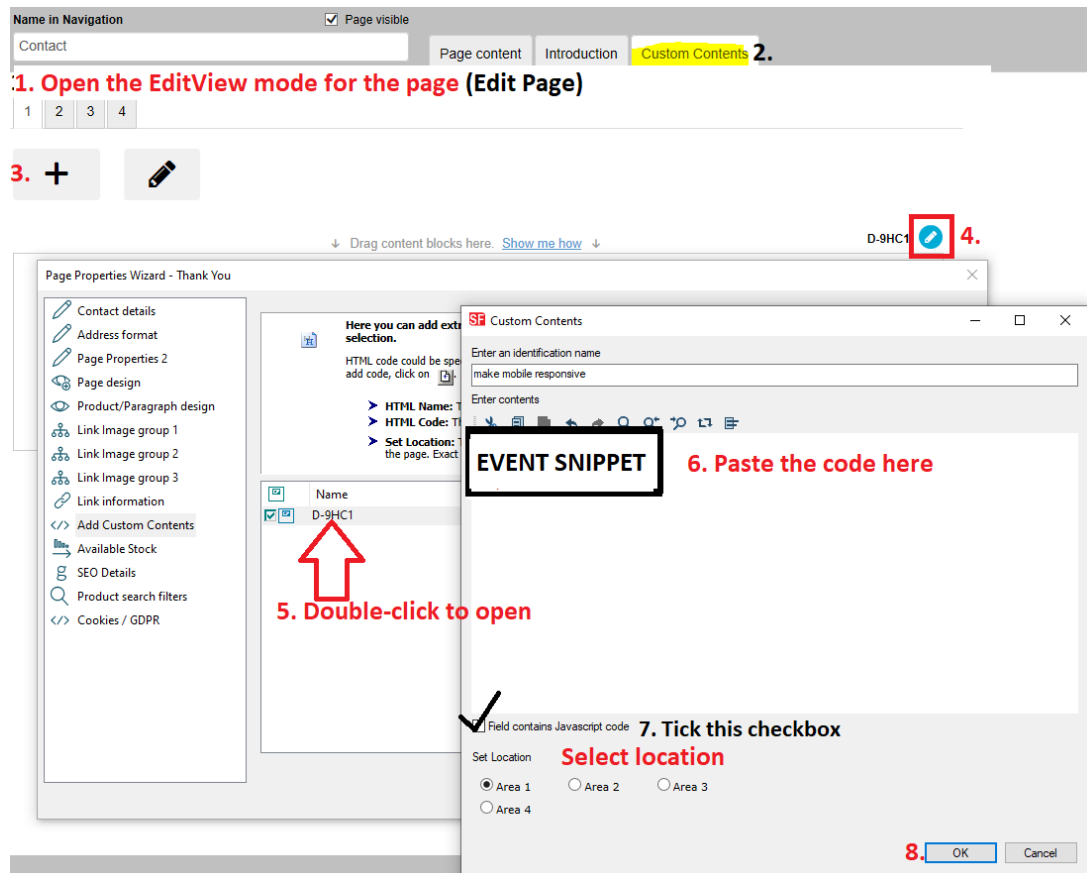 Name in Navigation
Page visible
Contact
Page content
Introduction
Custom Contents 2.
1. Open the EditView mode for the page (Edit Page)
1 2 3 4
3. +
↓ Drag content blocks here. Show me how ↓
D-9HC1
4.
Page Properties Wizard - Thank You
Contact details
Address format
Page Properties 2
Page design
Product/Paragraph design
Link Image group 1
Link Image group 2
Link Image group 3
Link information
</> Add Custom Contents
Available Stock
SEO Details
Product search filters
</> Cookies / GDPR
Here you can add extr
selection.
HTML code could be spe
add code, click on
HTML Name: T
HTML Code: Th
Set Location: T
the page. Exact
Name
D-9HC1
5. Double-click to open
SF Custom Contents
Enter an identification name
make mobile responsive
Enter contents
EVENT SNIPPET
6. Paste the code here
Field contains Javascript code
7. Tick this checkbox
Set Location
Select location
Area 1
Area 2
Area 3
Area 4
8.
OK
Cancel